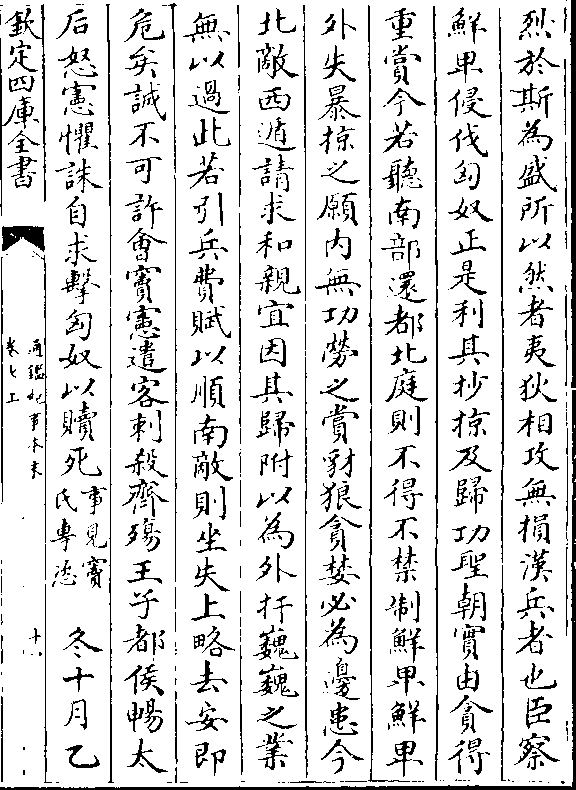 烈於斯為盛所以然者夷狄相攻無損漢兵者也臣察
鮮卑侵伐匈奴正是利其抄掠及歸功聖朝實由貪得
重賞今若聽南部還都北庭則不得不禁制鮮卑鮮卑
外失暴掠之願内無功勞之賞豺狼貪婪必為邊患今
北敵西遁請求和親宜因其歸附以為外扞巍巍之業
無以過此若引兵費賦以順南敵則坐失上略去安即
危矣誠不可許會竇憲遣客刺殺齊殤王子都侯暢太
后怒憲懼誅自求擊匈奴以贖死事見竇氏專恣 冬十月乙
欽定四庫全書
通鑑紀事本末
卷七上